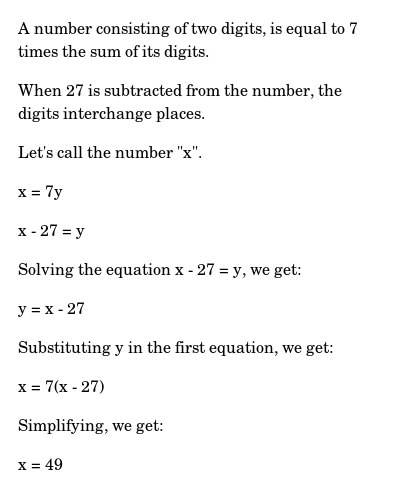 A number consisting of two digits, is equal to 7
times the sum of its digits.
When 27 is subtracted from the number, the
digits interchange places.
Let's call the number "x".
x = 7y
x - 27 = y
Solving the equation x - 27 = y, we get:
y = x - 27
Substituting y in the first equation, we get:
x = 7(x - 27)
Simplifying, we get:
x = 49